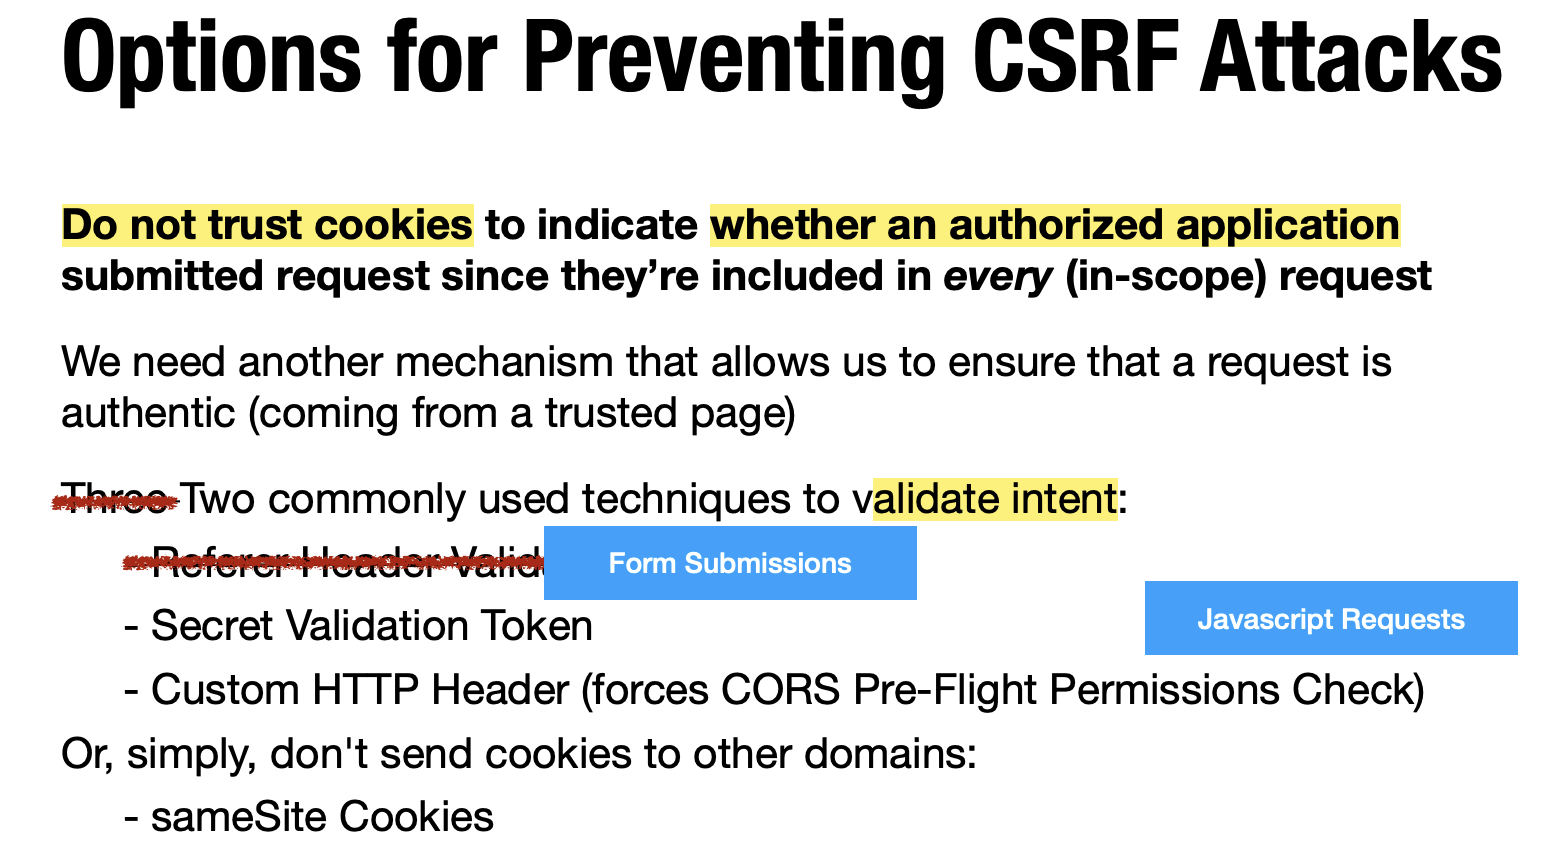 Options for Preventing CSRF Attacks
Do not trust cookies to indicate whether an authorized application
submitted request since they’re included in every (in-scope) request
We need another mechanism that allows us to ensure that a request is
authentic (coming from a trusted page)
Three Two commonly used techniques to validate intent:
- Referer Header Valid
Form Submissions
- Secret Validation Token
Javascript Requests
- Custom HTTP Header (forces CORS Pre-Flight Permissions Check)
Or, simply, don't send cookies to other domains:
- sameSite Cookies